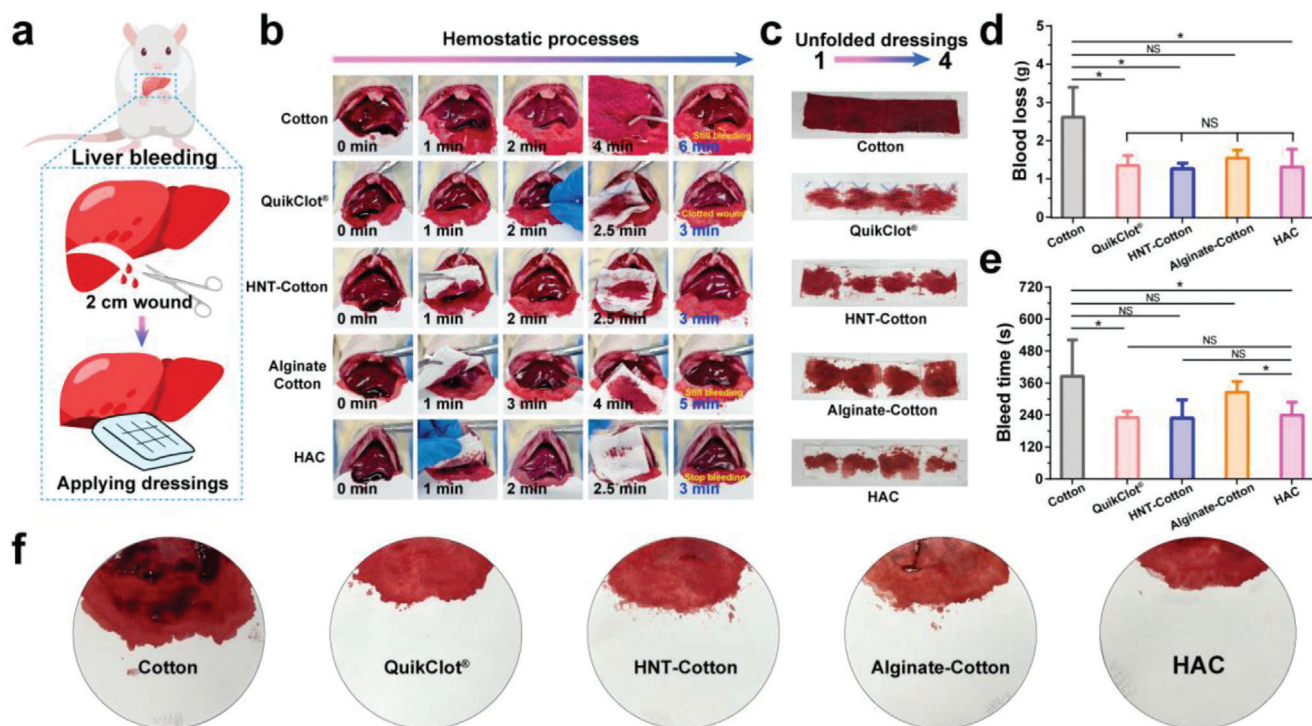 a
Liver bleeding
2 cm wound
Applying dressings
b
Hemostatic processes
Cotton
0 min
1 min
2 min
4 min
Still bleeding
6 min
QuikClot®
0 min
1 min
2 min
2.5 min
Clotted wound
3 min
HNT-Cotton
0 min
1 min
2 min
2.5 min
3 min
Alginate
Cotton
0 min
1 min
3 min
4 min
Still bleeding
5 min
HAC
0 min
1 min
2 min
2.5 min
Stop bleeding
3 min
c
Unfolded dressings
1 4
Cotton
QuikClot®
HNT-Cotton
Alginate-Cotton
HAC
d
Blood loss (g)
5
4
3
2
1
0
*
NS
*
*
NS
Cotton
QuikClot®
HNT-Cotton
Alginate-Cotton
HAC
e
Bleed time (s)
720
600
480
360
240
120
0
*
NS
NS
*
NS
NS
*
Cotton
QuikClot®
HNT-Cotton
Alginate-Cotton
HAC
f
Cotton
QuikClot®
HNT-Cotton
Alginate-Cotton
HAC